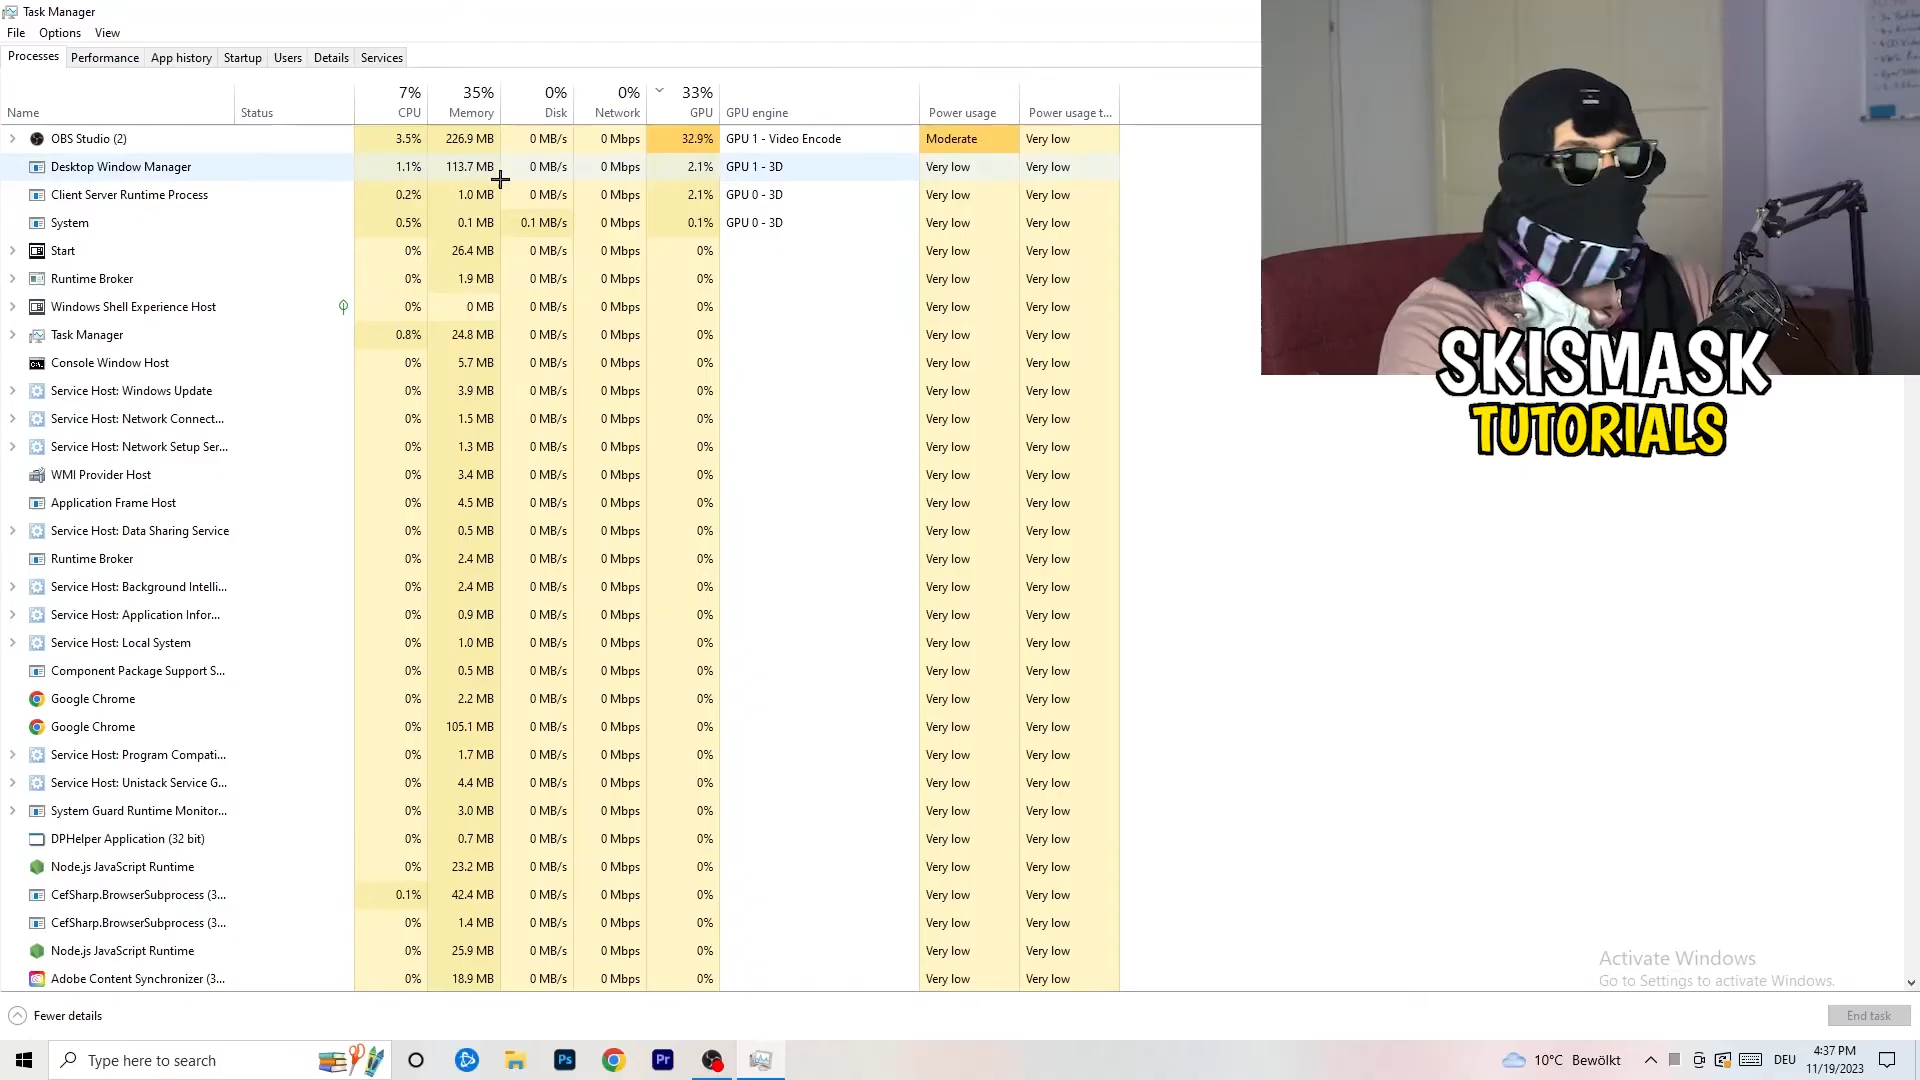 Task Manager
File Options View
Processes Performance App history Startup Users Details Services
7% 35% 0% 0% 33%
Name Status CPU Memory Disk Network GPU GPU engine Power usage Power usage t...
OBS Studio (2) 3.5% 226.9 MB 0 MB/s 0 Mbps 32.9% GPU 1 - Video Encode Moderate Very low
Desktop Window Manager 1.1% 113.7 MB 0 MB/s 0 Mbps 2.1% GPU 1 - 3D Very low Very low
Client Server Runtime Process 0.2% 1.0 MB 0 MB/s 0 Mbps 2.1% GPU 0 - 3D Very low Very low
System 0.5% 0.1 MB 0.1 MB/s 0 Mbps 0.1% GPU 0 - 3D Very low Very low
Start 0% 26.4 MB 0 MB/s 0 Mbps 0% Very low Very low
Runtime Broker 0% 1.9 MB 0 MB/s 0 Mbps 0% Very low Very low
Windows Shell Experience Host 0% 0 MB 0 MB/s 0 Mbps 0% Very low Very low
Task Manager 0.8% 24.8 MB 0 MB/s 0 Mbps 0% Very low Very low
Console Window Host 0% 5.7 MB 0 MB/s 0 Mbps 0% Very low Very low
Service Host: Windows Update 0% 3.9 MB 0 MB/s 0 Mbps 0% Very low Very low
Service Host: Network Connect... 0% 1.5 MB 0 MB/s 0 Mbps 0% Very low Very low
Service Host: Network Setup Ser... 0% 1.3 MB 0 MB/s 0 Mbps 0% Very low Very low
WMI Provider Host 0% 3.4 MB 0 MB/s 0 Mbps 0% Very low Very low
Application Frame Host 0% 4.5 MB 0 MB/s 0 Mbps 0% Very low Very low
Service Host: Data Sharing Service 0% 0.5 MB 0 MB/s 0 Mbps 0% Very low Very low
Runtime Broker 0% 2.4 MB 0 MB/s 0 Mbps 0% Very low Very low
Service Host: Background Intelli... 0% 2.4 MB 0 MB/s 0 Mbps 0% Very low Very low
Service Host: Application Infor... 0% 0.9 MB 0 MB/s 0 Mbps 0% Very low Very low
Service Host: Local System 0% 1.0 MB 0 MB/s 0 Mbps 0% Very low Very low
Component Package Support S... 0% 0.5 MB 0 MB/s 0 Mbps 0% Very low Very low
Google Chrome 0% 2.2 MB 0 MB/s 0 Mbps 0% Very low Very low
Google Chrome 0% 105.1 MB 0 MB/s 0 Mbps 0% Very low Very low
Service Host: Program Compati... 0% 1.7 MB 0 MB/s 0 Mbps 0% Very low Very low
Service Host: Unistack Service G... 0% 4.4 MB 0 MB/s 0 Mbps 0% Very low Very low
System Guard Runtime Monitor... 0% 3.0 MB 0 MB/s 0 Mbps 0% Very low Very low
DPHelper Application (32 bit) 0% 0.7 MB 0 MB/s 0 Mbps 0% Very low Very low
Node.js JavaScript Runtime 0% 23.2 MB 0 MB/s 0 Mbps 0% Very low Very low
CefSharp.BrowserSubprocess (3... 0.1% 42.4 MB 0 MB/s 0 Mbps 0% Very low Very low
CefSharp.BrowserSubprocess (3... 0% 1.4 MB 0 MB/s 0 Mbps 0% Very low Very low
Node.js JavaScript Runtime 0% 25.9 MB 0 MB/s 0 Mbps 0% Very low Very low
Adobe Content Synchronizer (3... 0% 18.9 MB 0 MB/s 0 Mbps 0% Very low Very low
SKISMASK
TUTORIALS
Activate Windows
Go to Settings to activate Windows.
Fewer details End task
Type here to search Ps Pr 10°C Bewölkt DEU 4:37 PM
11/19/2023